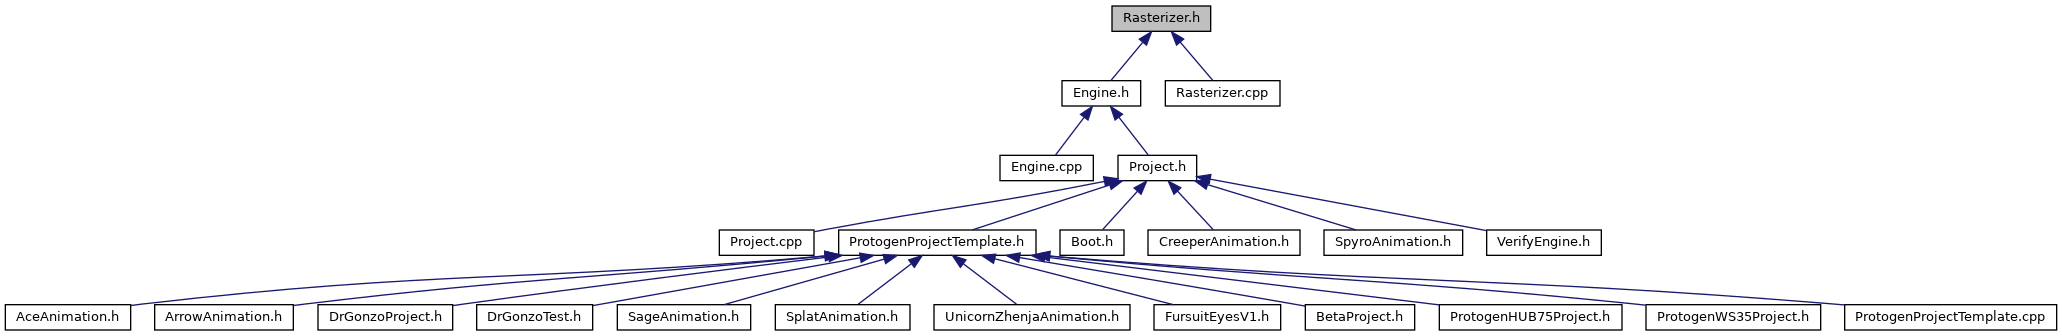 Rasterizer.h
Engine.h
Rasterizer.cpp
Engine.cpp
Project.h
Project.cpp
ProtogenProjectTemplate.h
Boot.h
CreeperAnimation.h
SpyroAnimation.h
VerifyEngine.h
AceAnimation.h
ArrowAnimation.h
DrGonzoProject.h
DrGonzoTest.h
SageAnimation.h
SplatAnimation.h
UnicornZhenjaAnimation.h
FursuitEyesV1.h
BetaProject.h
ProtogenHUB75Project.h
ProtogenWS35Project.h
ProtogenProjectTemplate.cpp